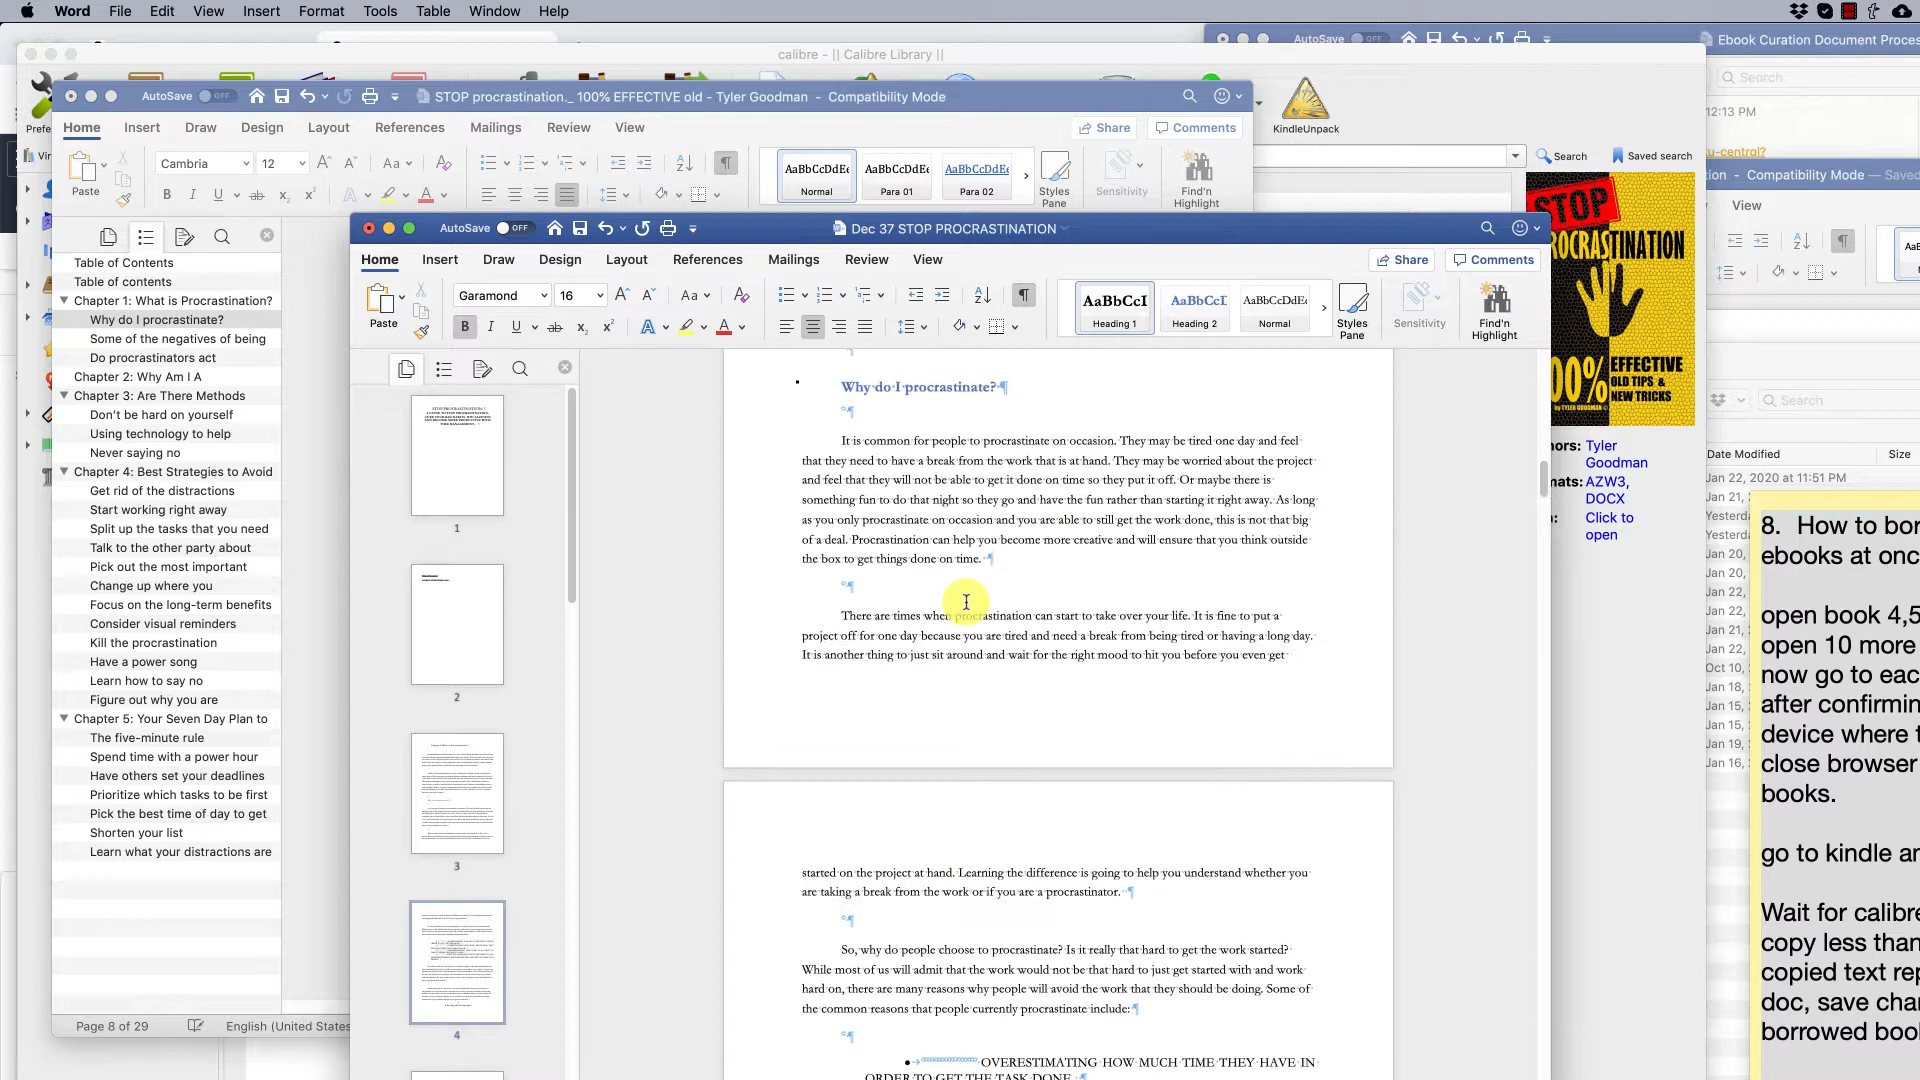 Word File Edit View Insert Format Tools Table Window Help
calibre - || Calibre Library ||
AutoSave OFF
Ebook Curation Document Proces
Search
12:13 PM
AutoSave OFF STOP procrastination._ 100% EFFECTIVE old - Tyler Goodman - Compatibility Mode
KindleUnpack
Home Insert Draw Design Layout References Mailings Review View Share Comments
Search Saved search
Paste Cambria 12 Aa
AaBbCcDdEe AaBbCcDdEe AaBbCcDdEe
Normal Para 01 Para 02
Styles Pane
Sensitivity
Find'n Highlight
tion - Compatibility Mode — Saved
View
Table of Contents
Table of contents
Chapter 1: What is Procrastination?
Why do I procrastinate?
Some of the negatives of being
Do procrastinators act
Chapter 2: Why Am I A
Chapter 3: Are There Methods
Don't be hard on yourself
Using technology to help
Never saying no
Chapter 4: Best Strategies to Avoid
Get rid of the distractions
Start working right away
Split up the tasks that you need
Talk to the other party about
Pick out the most important
Change up where you
Focus on the long-term benefits
Consider visual reminders
Kill the procrastination
Have a power song
Learn how to say no
Figure out why you are
Chapter 5: Your Seven Day Plan to
The five-minute rule
Spend time with a power hour
Have others set your deadlines
Prioritize which tasks to be first
Pick the best time of day to get
Shorten your list
Learn what your distractions are
Page 8 of 29 English (United States
AutoSave OFF Dec 37 STOP PROCRASTINATION
Home Insert Draw Design Layout References Mailings Review View Share Comments
Paste Garamond 16 Aa
AaBbCcI AaBbCcI AaBbCcDdEe
Heading 1 Heading 2 Normal
Styles Pane
Sensitivity
Find'n Highlight
1
2
3
4
Why do I procrastinate?
It is common for people to procrastinate on occasion. They may be tired one day and feel
that they need to have a break from the work that is at hand. They may be worried about the project
and feel that they will not be able to get it done on time so they put it off. Or maybe there is
something fun to do that night so they go and have the fun rather than starting it right away. As long
as you only procrastinate on occasion and you are able to still get the work done, this is not that big
of a deal. Procrastination can help you become more creative and will ensure that you think outside
the box to get things done on time.
There are times when procrastination can start to take over your life. It is fine to put a
project off for one day because you are tired and need a break from being tired or having a long day.
It is another thing to just sit around and wait for the right mood to hit you before you even get
started on the project at hand. Learning the difference is going to help you understand whether you
are taking a break from the work or if you are a procrastinator.
So, why do people choose to procrastinate? Is it really that hard to get the work started?
While most of us will admit that the work would not be that hard to just get started with and work
hard on, there are many reasons why people will avoid the work that they should be doing. Some of
the common reasons that people currently procrastinate include:
OVERESTIMATING HOW MUCH TIME THEY HAVE IN
ORDER TO GET THE TASK DONE.
STOP
PROCRASTINATION
100%
EFFECTIVE
OLD TIPS &
NEW TRICKS
by TYLER GOODMAN
hors: Tyler
Goodman
mats: AZW3,
DOCX
Click to
open
Search
Date Modified Size
Jan 22, 2020 at 11:51 PM
Jan 21,
Yesterda
Yesterda
Jan 20,
Jan 20,
Jan 22,
Jan 22,
Jan 22,
Jan 21,
Yesterda
Oct 10,
Jan 18,
Jan 15,
Jan 15,
Jan 19,
Jan 16,
8. How to bor
ebooks at onc
open book 4,5
open 10 more
now go to eac
after confirmin
device where t
close browser
books.
go to kindle an
Wait for calibre
copy less than
copied text rep
doc, save chan
borrowed book